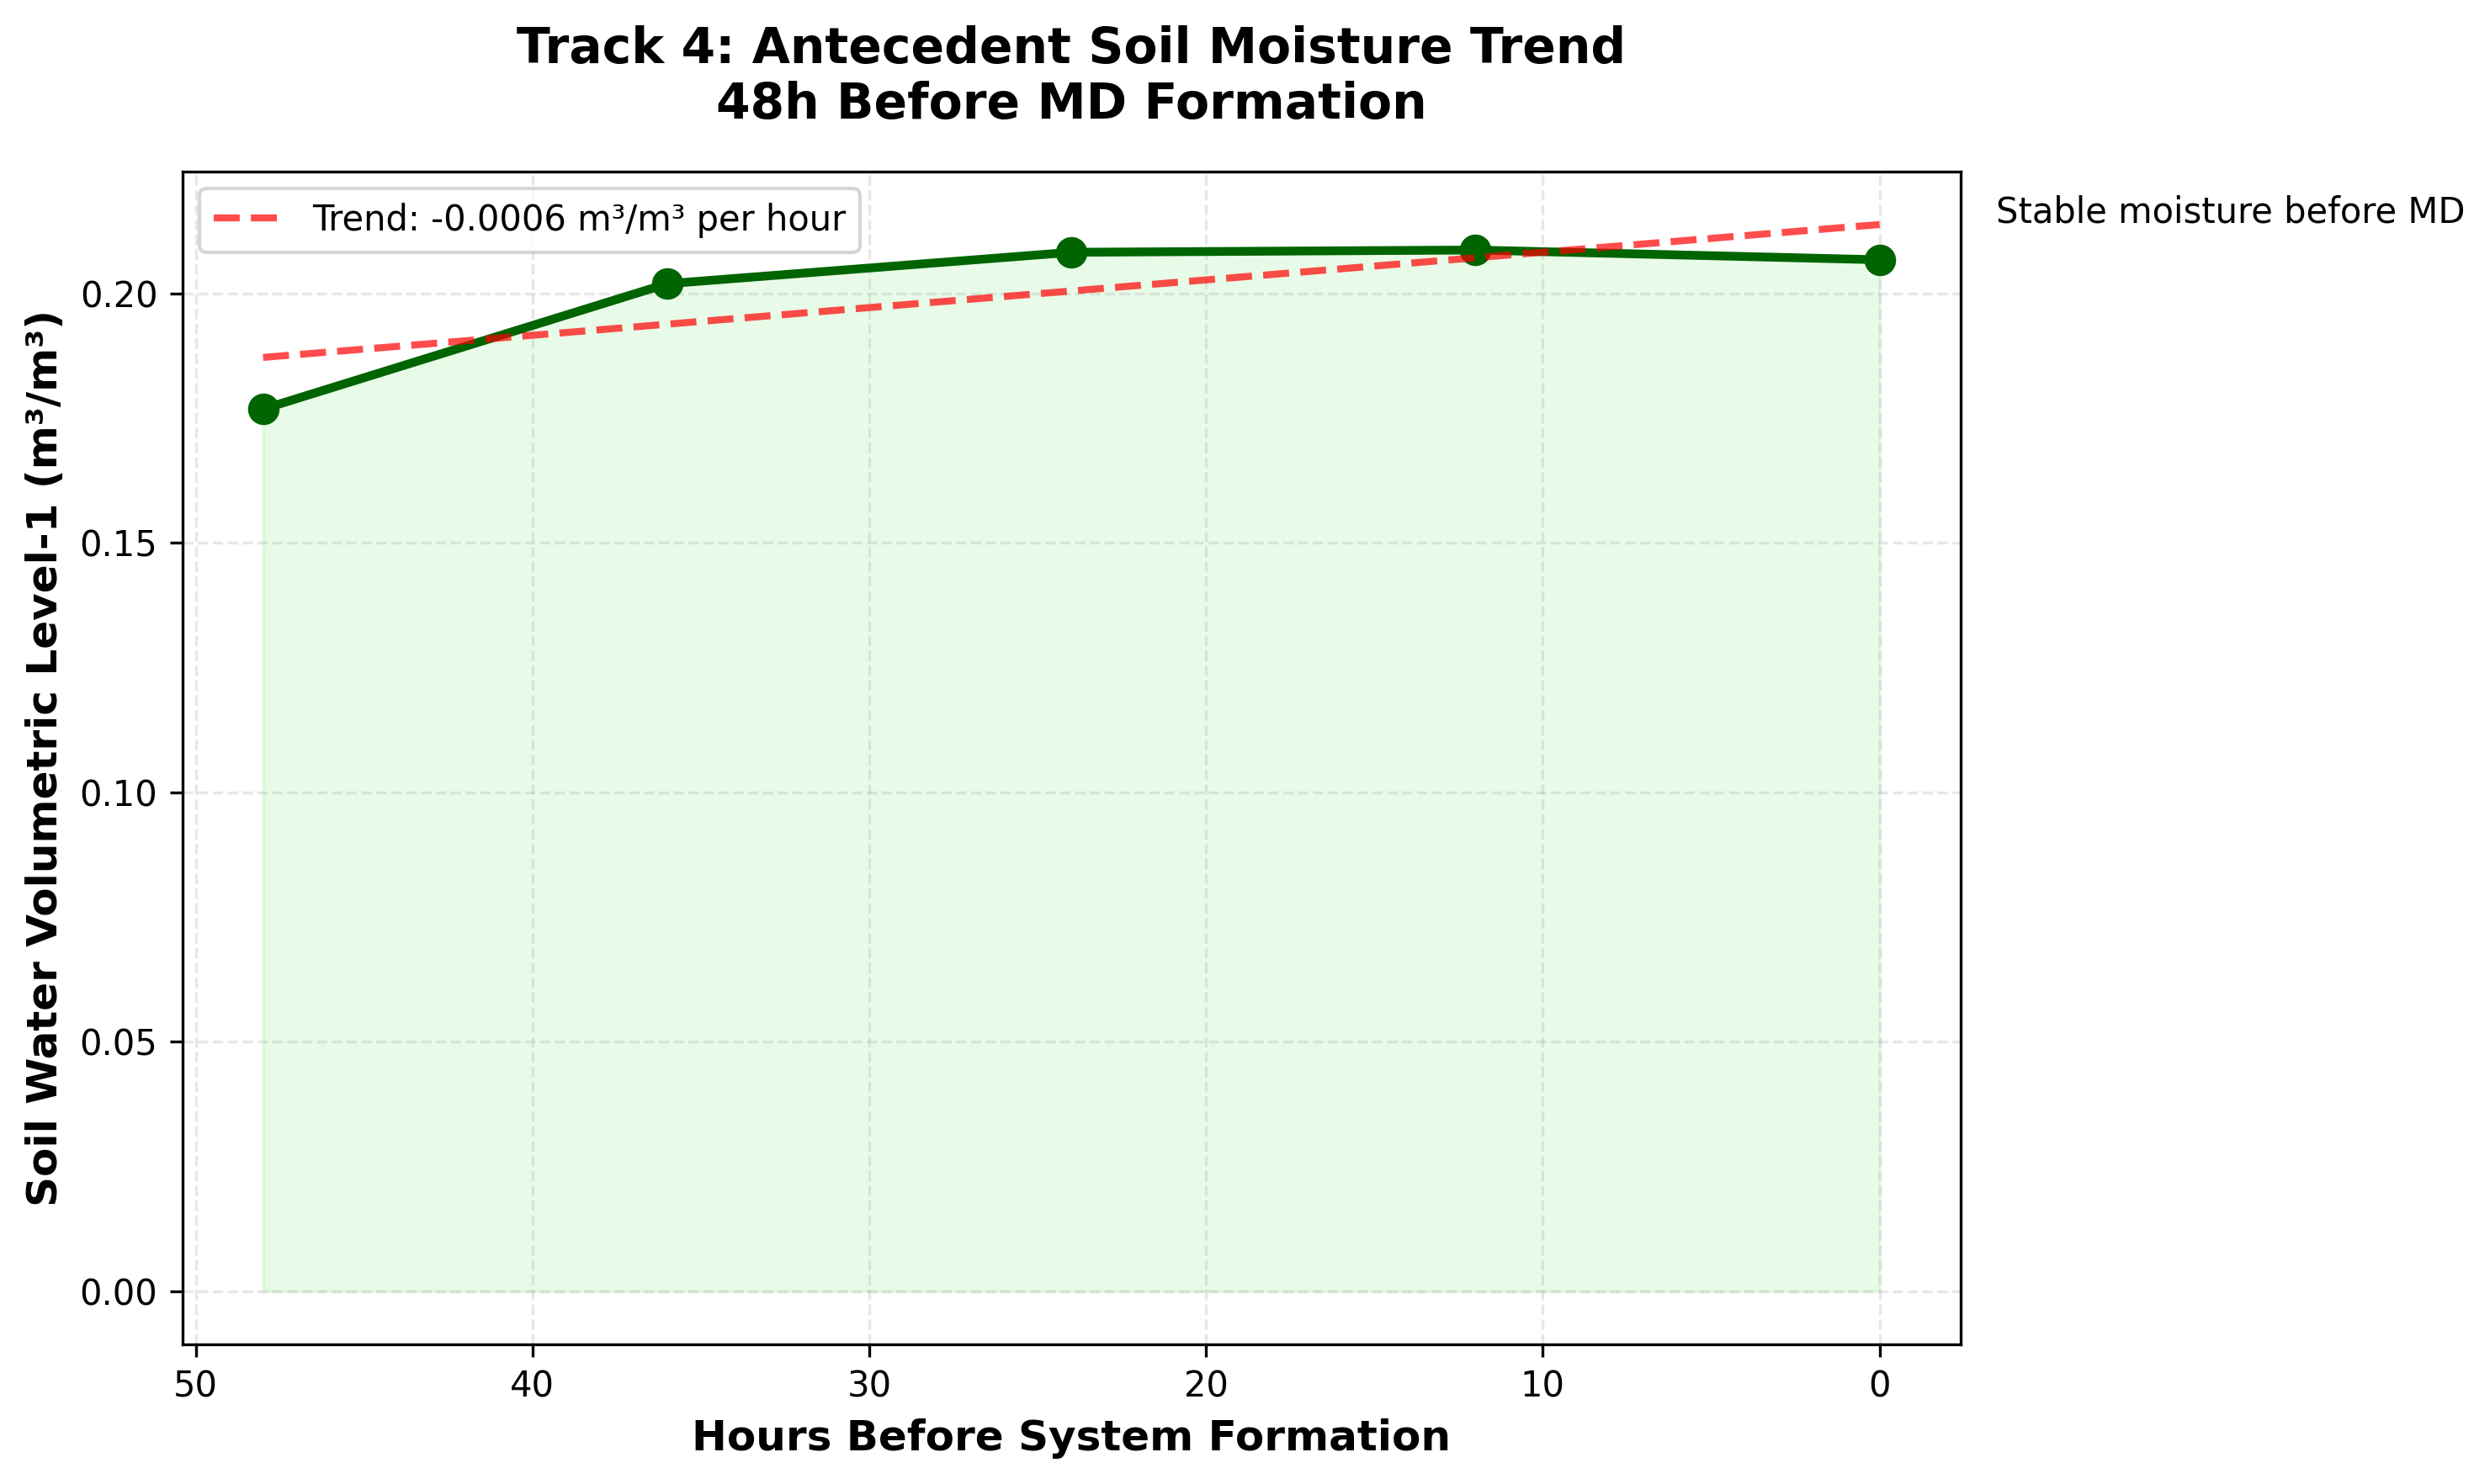 Track 4: Antecedent Soil Moisture Trend
48h Before MD Formation
Trend: -0.0006 m³/m³ per hour
Stable moisture before MD
Soil Water Volumetric Level-1 (m³/m³)
0.20
0.15
0.10
0.05
0.00
50 40 30 20 10 0
Hours Before System Formation